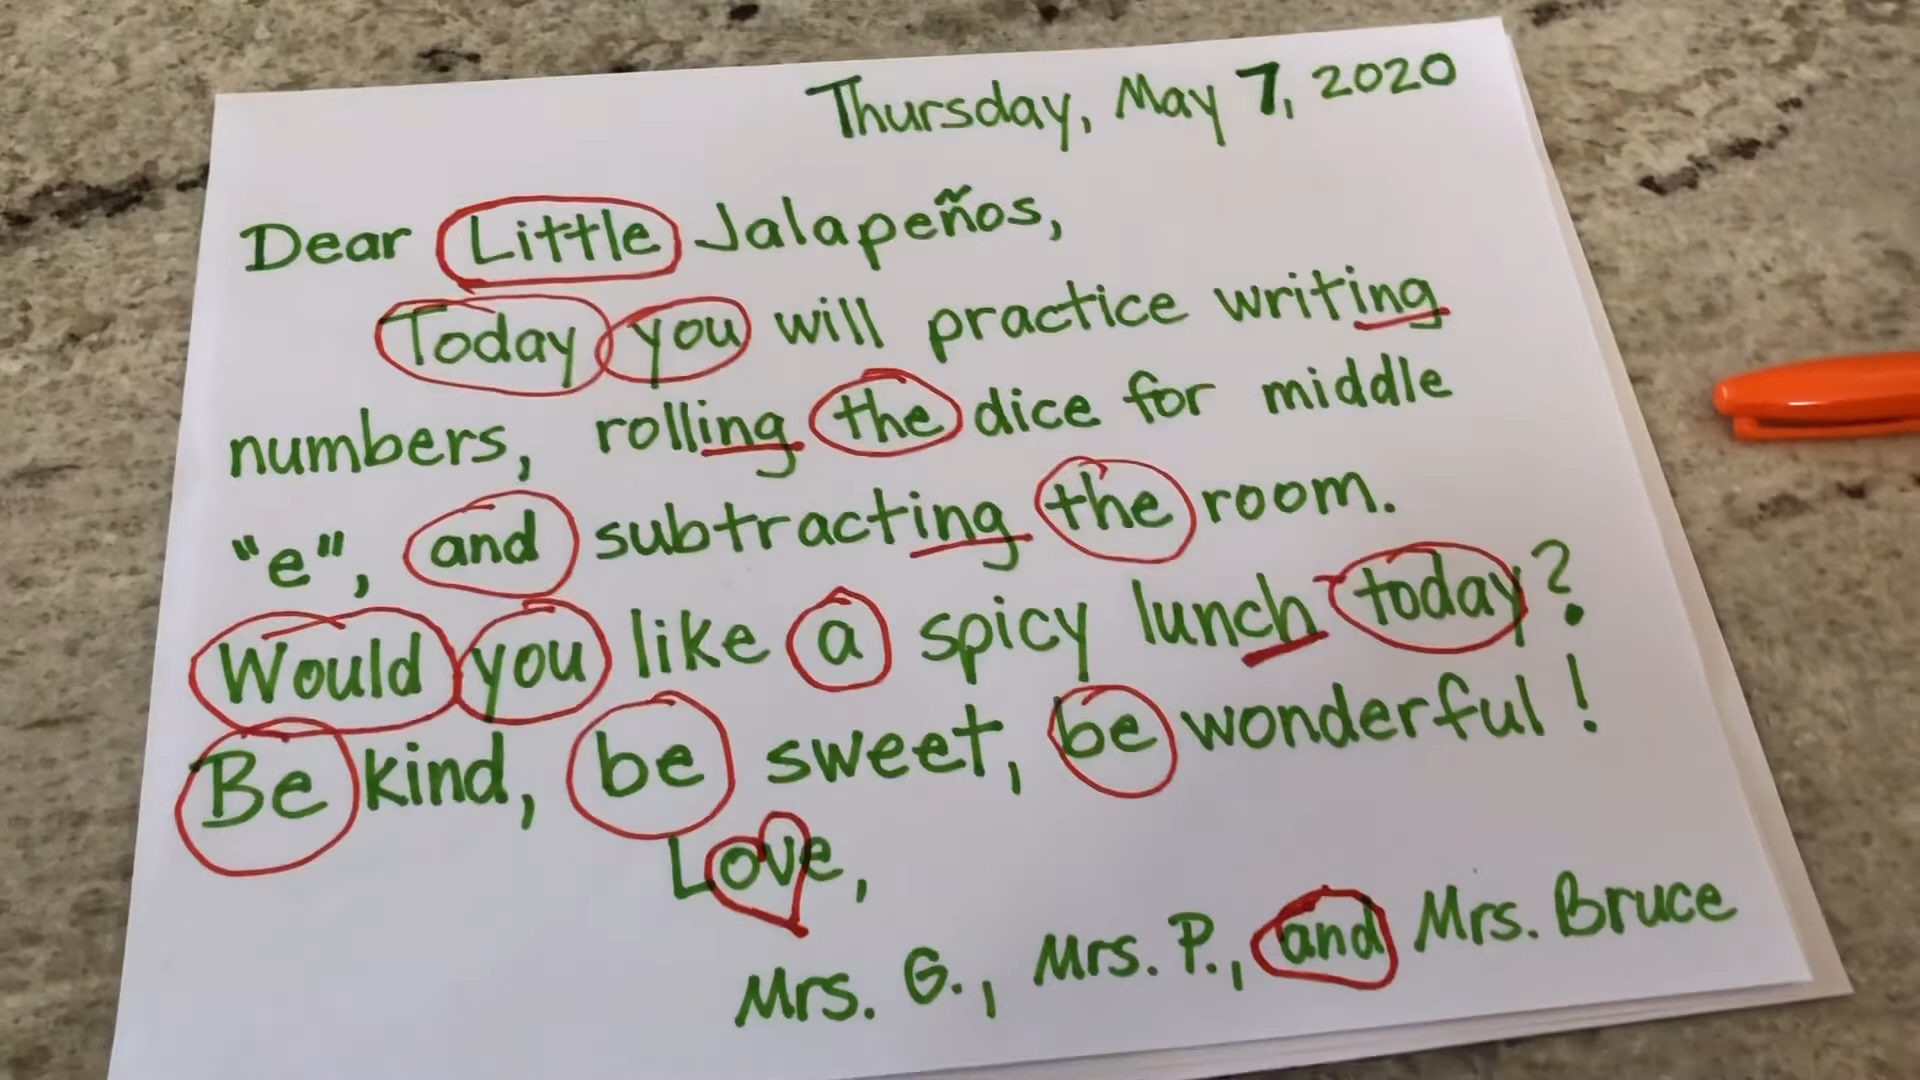 Thursday, May 7, 2020
Dear Little Jalapeños,
Today you will practice writing
numbers, rolling the dice for middle
"e", and subtracting the room.
Would you like a spicy lunch today?
Be kind, be sweet, be wonderful!
Love,
Mrs. G., Mrs. P., and Mrs. Bruce